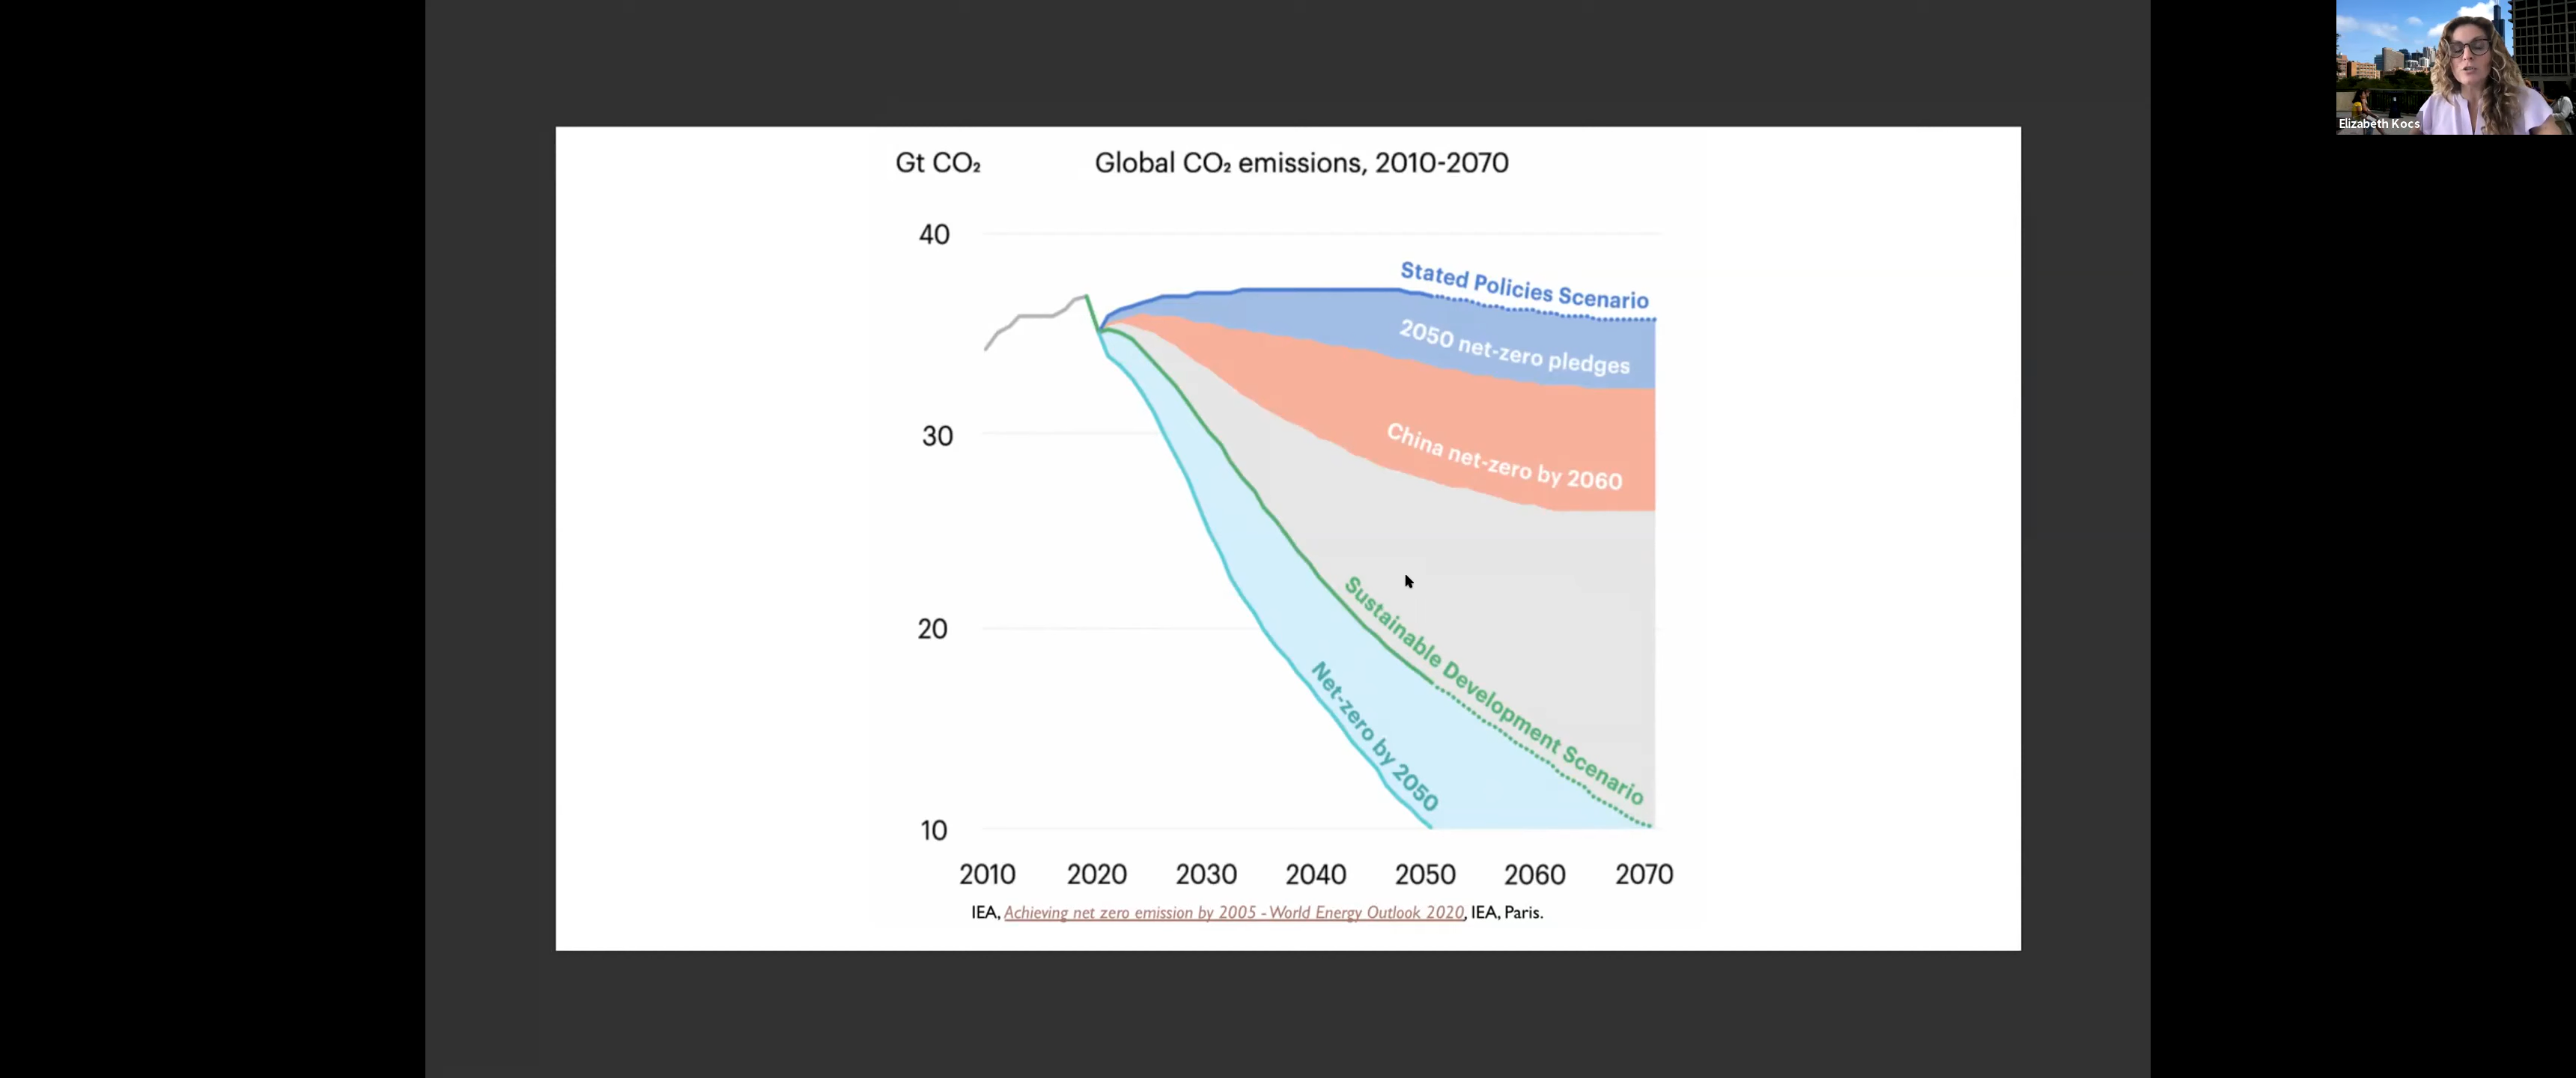 Elizabeth Kocs
Gt CO₂
Global CO₂ emissions, 2010-2070
40
Stated Policies Scenario
2050 net-zero pledges
30
China net-zero by 2060
20
Sustainable Development Scenario
Net-zero by 2050
10
2010 2020 2030 2040 2050 2060 2070
IEA, Achieving net zero emission by 2005 - World Energy Outlook 2020, IEA, Paris.